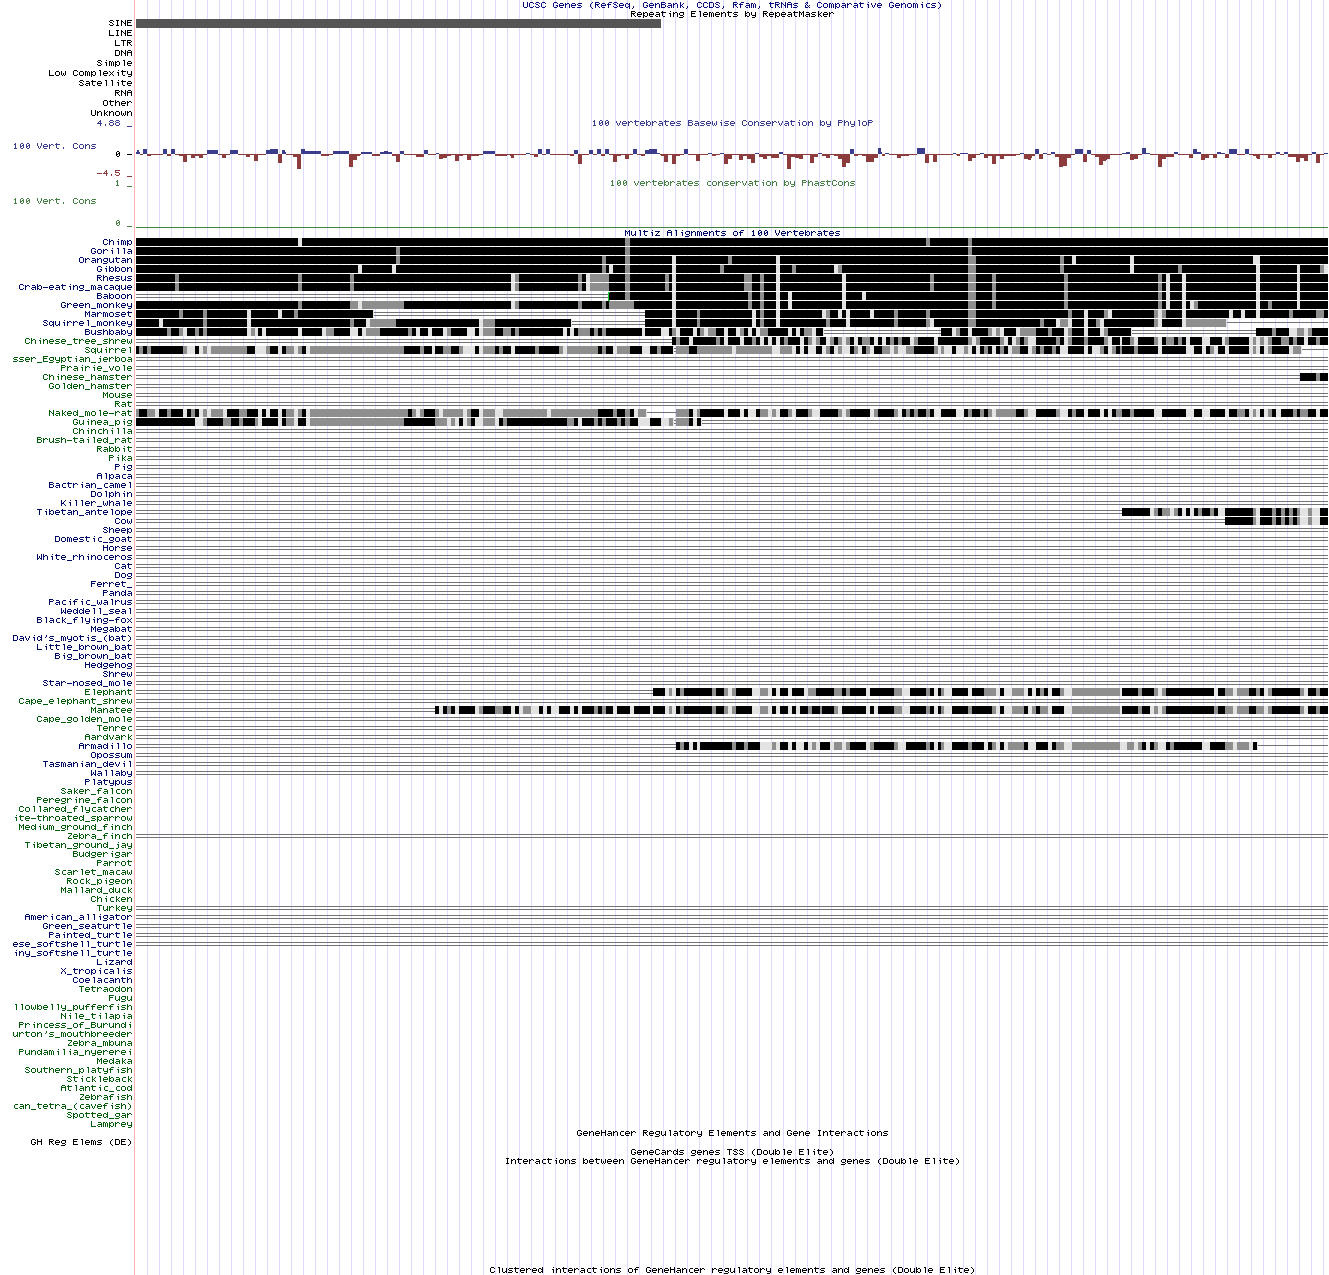 UCSC Genes (RefSeq, GenBank, CCDS, Rfam, tRNAs & Comparative Genomics)
Repeating Elements by RepeatMasker
SINE
LINE
LTR
DNA
Simple
Low Complexity
Satellite
RNA
Other
Unknown
4.88 _
100 vertebrates Basewise Conservation by PhyloP
100 Vert. Cons
0 _
-4.5 _
1 _
100 vertebrates conservation by PhastCons
100 Vert. Cons
0 _
Multiz Alignments of 100 Vertebrates
Chimp
Gorilla
Orangutan
Gibbon
Rhesus
Crab-eating_macaque
Baboon
Green_monkey
Marmoset
Squirrel_monkey
Bushbaby
Chinese_tree_shrew
Squirrel
sser_Egyptian_jerboa
Prairie_vole
Chinese_hamster
Golden_hamster
Mouse
Rat
Naked_mole-rat
Guinea_pig
Chinchilla
Brush-tailed_rat
Rabbit
Pika
Pig
Alpaca
Bactrian_camel
Dolphin
Killer_whale
Tibetan_antelope
Cow
Sheep
Domestic_goat
Horse
White_rhinoceros
Cat
Dog
Ferret_
Panda
Pacific_walrus
Weddell_seal
Black_flying-fox
Megabat
David's_myotis_(bat)
Little_brown_bat
Big_brown_bat
Hedgehog
Shrew
Star-nosed_mole
Elephant
Cape_elephant_shrew
Manatee
Cape_golden_mole
Tenrec
Aardvark
Armadillo
Opossum
Tasmanian_devil
Wallaby
Platypus
Saker_falcon
Peregrine_falcon
Collared_flycatcher
ite-throated_sparrow
Medium_ground_finch
Zebra_finch
Tibetan_ground_jay
Budgerigar
Parrot
Scarlet_macaw
Rock_pigeon
Mallard_duck
Chicken
Turkey
American_alligator
Green_seaturtle
Painted_turtle
ese_softshell_turtle
iny_softshell_turtle
Lizard
X_tropicalis
Coelacanth
Tetraodon
Fugu
llowbelly_pufferfish
Nile_tilapia
Princess_of_Burundi
urton's_mouthbreeder
Zebra_mbuna
Pundamilia_nyererei
Medaka
Southern_platyfish
Stickleback
Atlantic_cod
Zebrafish
can_tetra_(cavefish)
Spotted_gar
Lamprey
GeneHancer Regulatory Elements and Gene Interactions
GH Reg Elems (DE)
GeneCards genes TSS (Double Elite)
Interactions between GeneHancer regulatory elements and genes (Double Elite)
Clustered interactions of GeneHancer regulatory elements and genes (Double Elite)